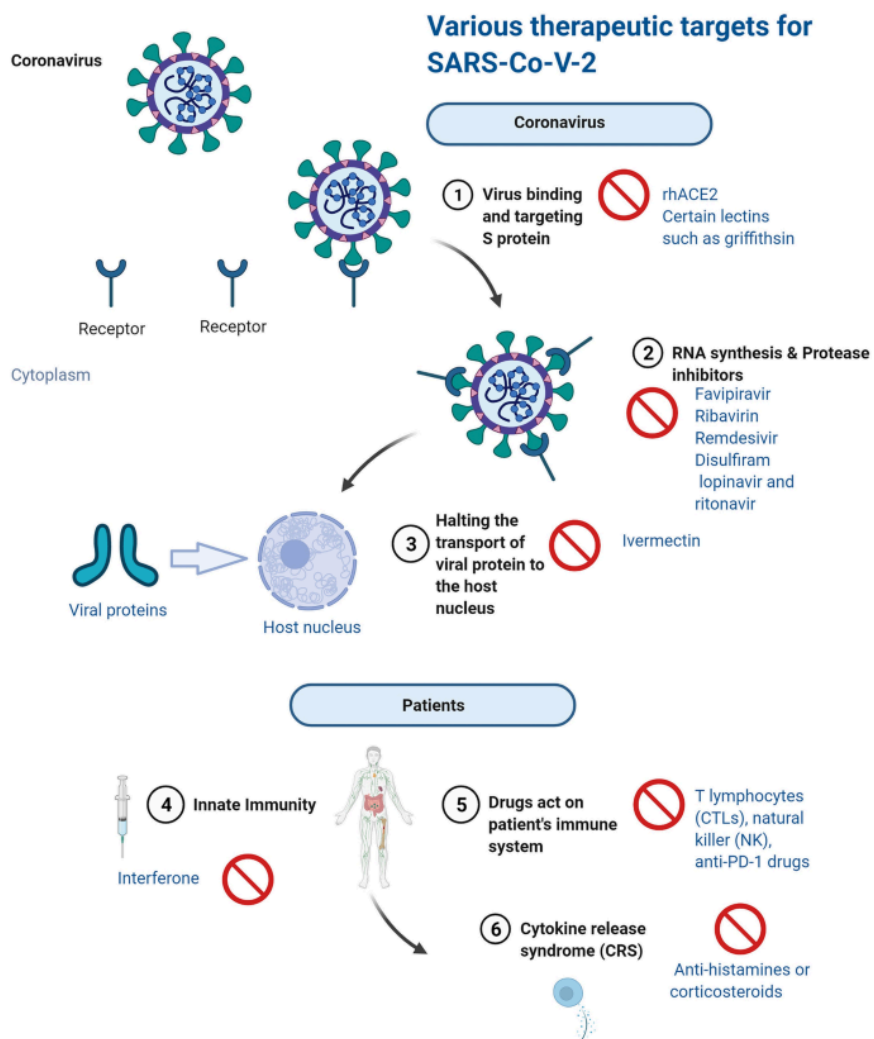 Various therapeutic targets for
SARS-Co-V-2
Coronavirus
Coronavirus
1
Virus binding
and targeting
S protein
rhACE2
Certain lectins
such as griffithsin
Receptor
Receptor
Cytoplasm
2
RNA synthesis & Protease
inhibitors
Favipiravir
Ribavirin
Remdesivir
Disulfiram
lopinavir and
ritonavir
3
Halting the
transport of
viral protein to
the host
nucleus
Ivermectin
Viral proteins
Host nucleus
Patients
4
Innate Immunity
Interferone
5
Drugs act on
patient's immune
system
T lymphocytes
(CTLs), natural
killer (NK),
anti-PD-1 drugs
6
Cytokine release
syndrome (CRS)
Anti-histamines or
corticosteroids